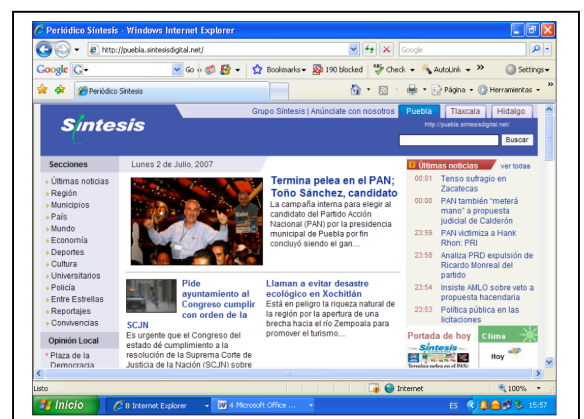 Periódico Síntesis - Windows Internet Explorer
http://puebla.sintesisdigital.net/
Google
Google G Go Bookmarks 190 blocked Check AutoLink » Settings
Periódico Síntesis Página Herramientas »
Grupo Síntesis | Anúnciate con nosotros Puebla Tlaxcala Hidalgo
Síntesis
http://puebla.sintesisdigital.net/
Buscar
Secciones
Últimas noticias
Región
Municipios
País
Mundo
Economía
Deportes
Cultura
Universitarios
Policía
Entre Estrellas
Reportajes
Convivencias
Opinión Local
Plaza de la
Democracia
Lunes 2 de Julio, 2007
Termina pelea en el PAN;
Toño Sánchez, candidato
La campaña interna para elegir al
candidato del Partido Acción
Nacional (PAN) por la presidencia
municipal de Puebla por fin
concluyó siendo el gan....
Pide
ayuntamiento al
Congreso cumplir
con orden de la
SCJN
Es urgente que el Congreso del
estado dé cumplimiento a la
resolución de la Suprema Corte de
Justicia de la Nación (SCJN) sobre
Llaman a evitar desastre
ecológico en Xochitlán
Está en peligro la riqueza natural de
la región por la apertura de una
brecha hacia el río Zempoala para
promover el turismo....
Últimas noticias ver todas
00:01 Tenso sufragio en
Zacatecas
00:00 PAN también "meterá
mano" a propuesta
judicial de Calderón
23:59 PAN victimiza a Hank
Rhon: PRI
23:58 Analiza PRD expulsión de
Ricardo Monreal del
partido
23:54 Insiste AMLO sobre veto a
propuesta hacendaria
23:53 Política pública en las
licitaciones
Portada de hoy
Síntesis
Termina pelea en el PAN:
Clima
Hoy
Listo Internet 100%
Inicio 8 Internet Explorer 4 Microsoft Office ... ES 15:57